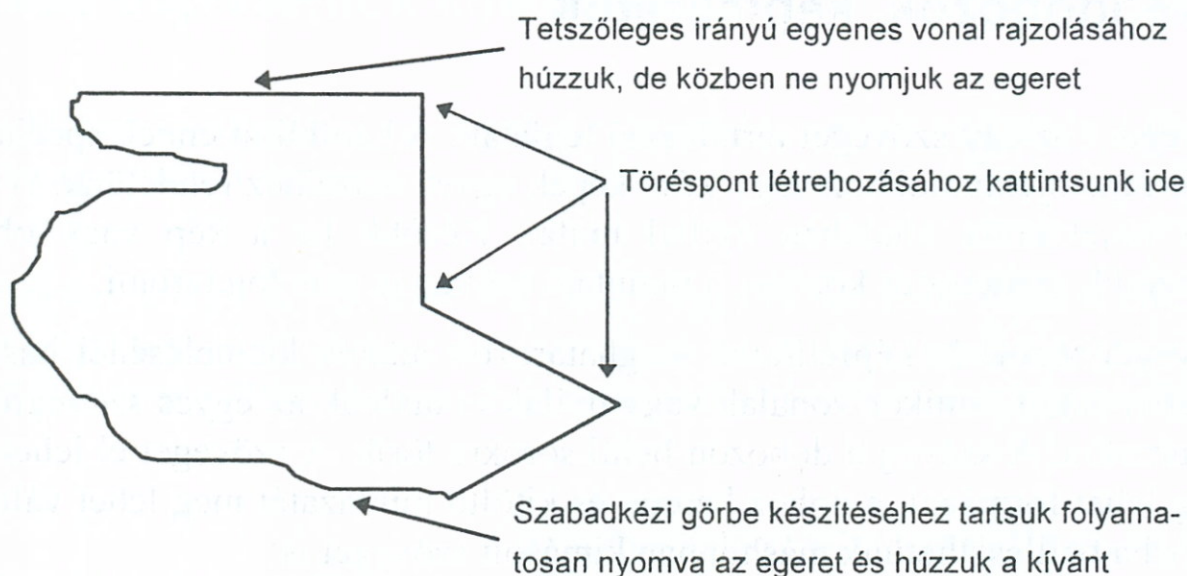 Tetszőleges irányú egyenes vonal rajzolásához
húzzuk, de közben ne nyomjuk az egeret
Töréspont létrehozásához kattintsunk ide
Szabadkézi görbe készítéséhez tartsuk folyama-
tosan nyomva az egeret és húzzuk a kívánt